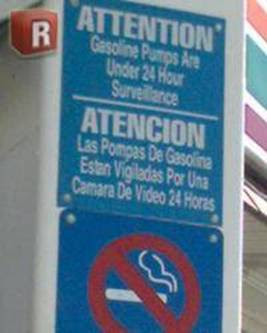 R
ATTENTION
Gasoline Pumps Are
Under 24 Hour
Surveillance
ATENCION
Las Pompas De Gasolina
Estan Vigiladas Por Una
Camara De Video 24 Horas